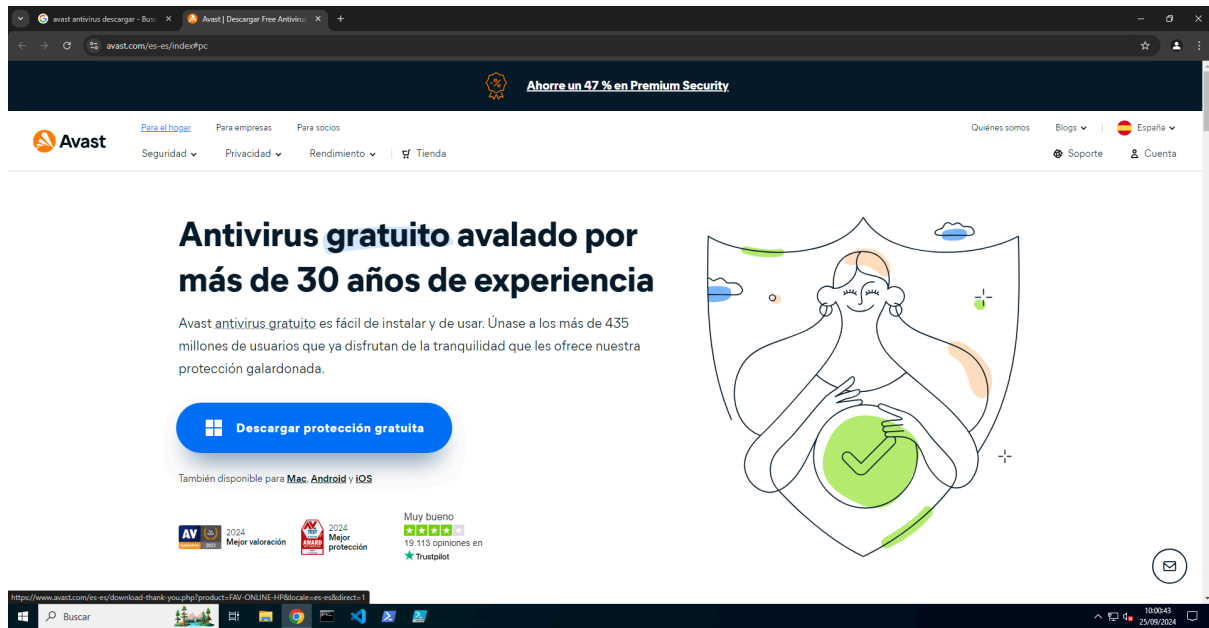 avast antivirus descargar - Busc
Avast | Descargar Free Antivirus
avast.com/es-es/index#pc
Ahorre un 47 % en Premium Security
Avast
Para el hogar Para empresas Para socios
Quiénes somos Blogs España
Seguridad Privacidad Rendimiento Tienda
Soporte Cuenta
Antivirus gratuito avalado por
más de 30 años de experiencia
Avast antivirus gratuito es fácil de instalar y de usar. Únase a los más de 435
millones de usuarios que ya disfrutan de la tranquilidad que les ofrece nuestra
protección galardonada.
Descargar protección gratuita
También disponible para Mac, Android y iOS
AV
2024
Mejor valoración
AV
TEST
AWARD
2024
Mejor
protección
Muy bueno
19.113 opiniones en
Trustpilot
https://www.avast.com/es-es/download-thank-you.php?product=FAV-ONLINE-HP&locale=es-es&direct=1
Buscar
10:00:43
25/09/2024